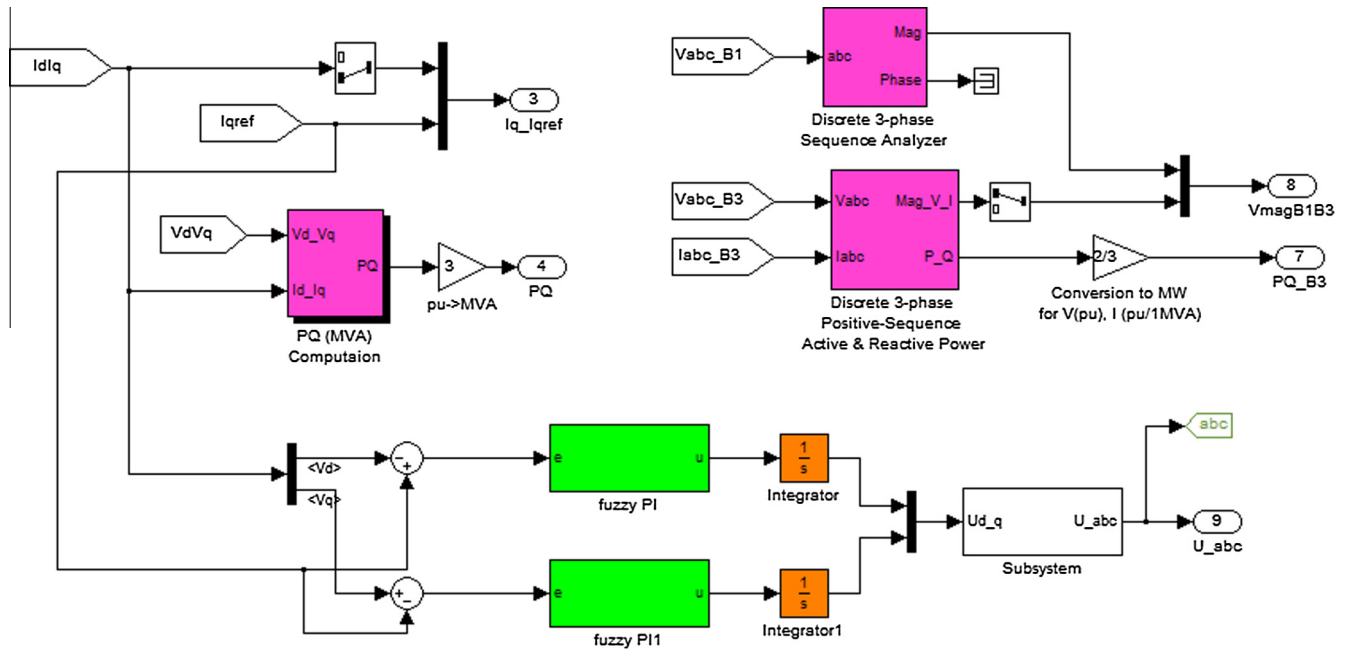 IdIq
Iqref
3
Iq_Iqref
VdVq
Vd_Vq
PQ
Id_Iq
PQ (MVA)
Computaion
3
pu->MVA
4
PQ
Vabc_B1
abc
Mag
Phase
Discrete 3-phase
Sequence Analyzer
Vabc_B3
Iabc_B3
Vabc
Mag_V_I
Iabc
P_Q
Discrete 3-phase
Positive-Sequence
Active & Reactive Power
8
VmagB1B3
2/3
Conversion to MW
for V(pu), I (pu/1MVA)
7
PQ_B3
<Vd>
<Vq>
e
u
fuzzy PI
1
s
Integrator
e
u
fuzzy PI1
1
s
Integrator1
Ud_q
U_abc
Subsystem
abc
9
U_abc